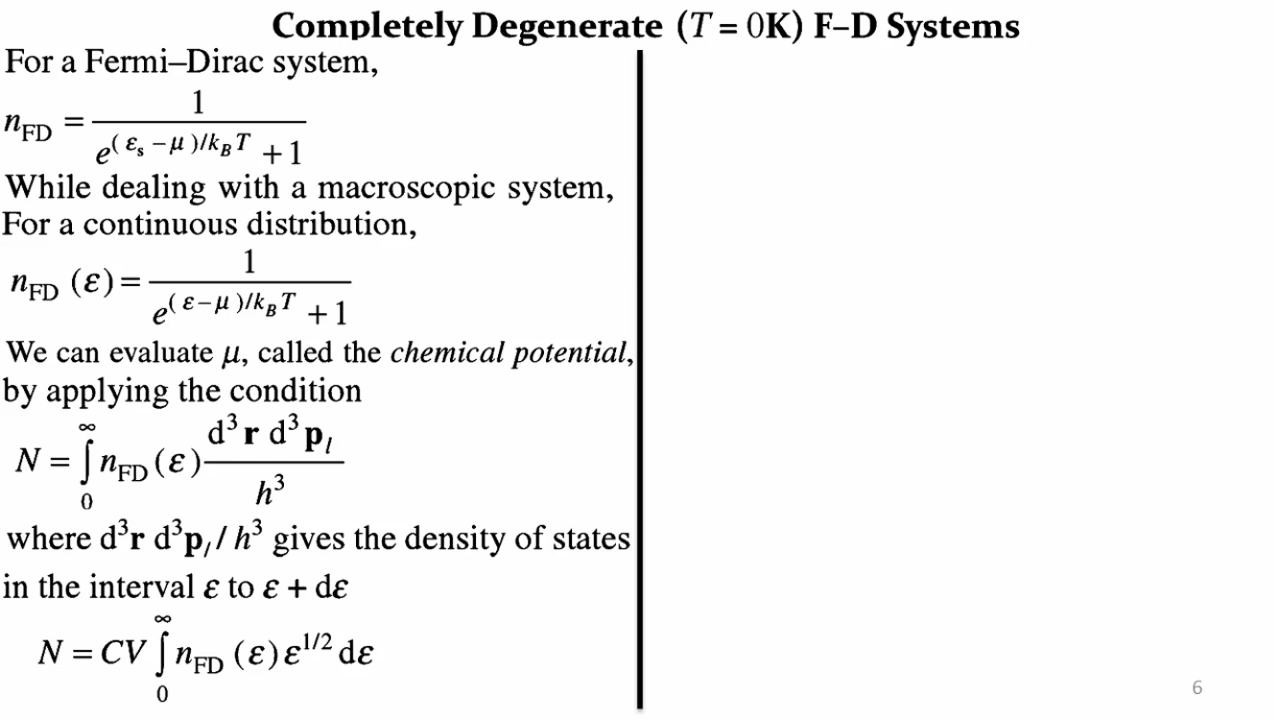 Completely Degenerate (T = 0K) F–D Systems
For a Fermi–Dirac system,
n_FD = 1 / (e^{(ε_s − μ)/k_B T} + 1)
While dealing with a macroscopic system,
For a continuous distribution,
n_FD (ε) = 1 / (e^{(ε−μ)/k_B T} + 1)
We can evaluate μ, called the chemical potential,
by applying the condition
N = ∫_0^∞ n_FD (ε) d³r d³p_l / h³
where d³r d³p_l / h³ gives the density of states
in the interval ε to ε + dε
N = CV ∫_0^∞ n_FD (ε) ε^{1/2} dε
6